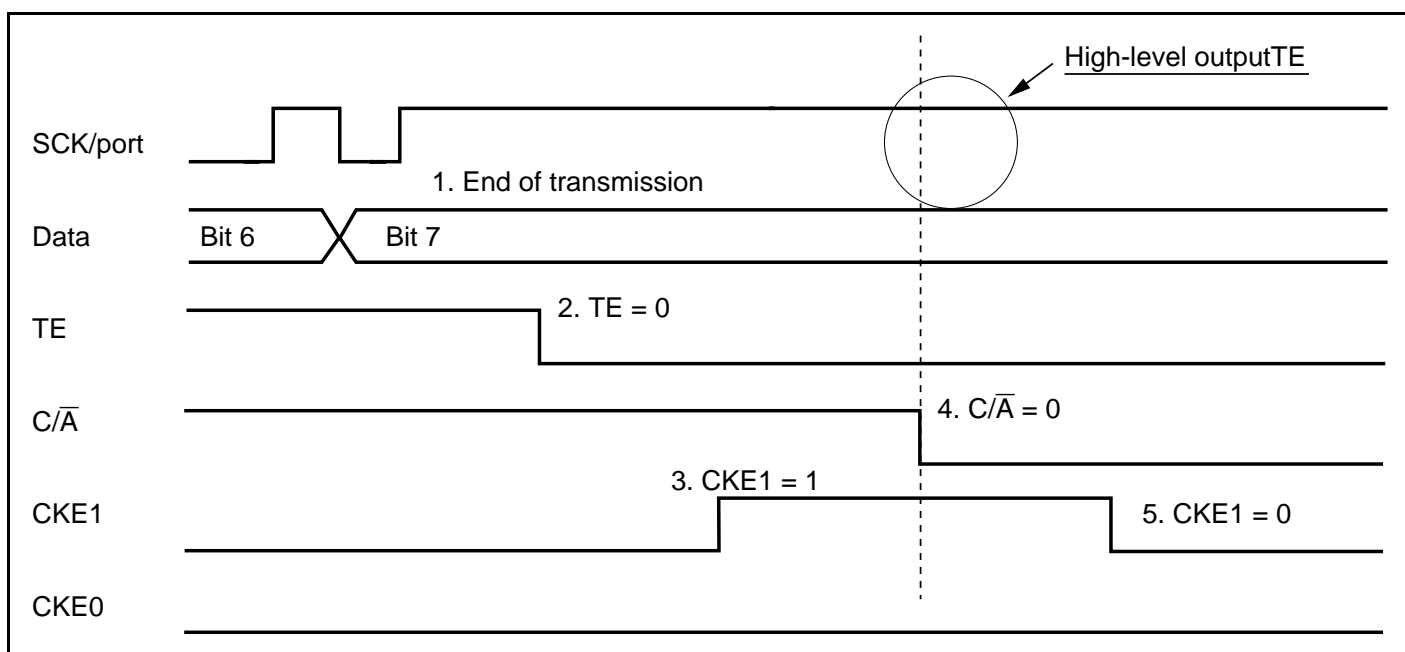 High-level outputTE
SCK/port
1. End of transmission
Data
Bit 6
Bit 7
2. TE = 0
TE
C/A̅
4. C/A̅ = 0
3. CKE1 = 1
CKE1
5. CKE1 = 0
CKE0